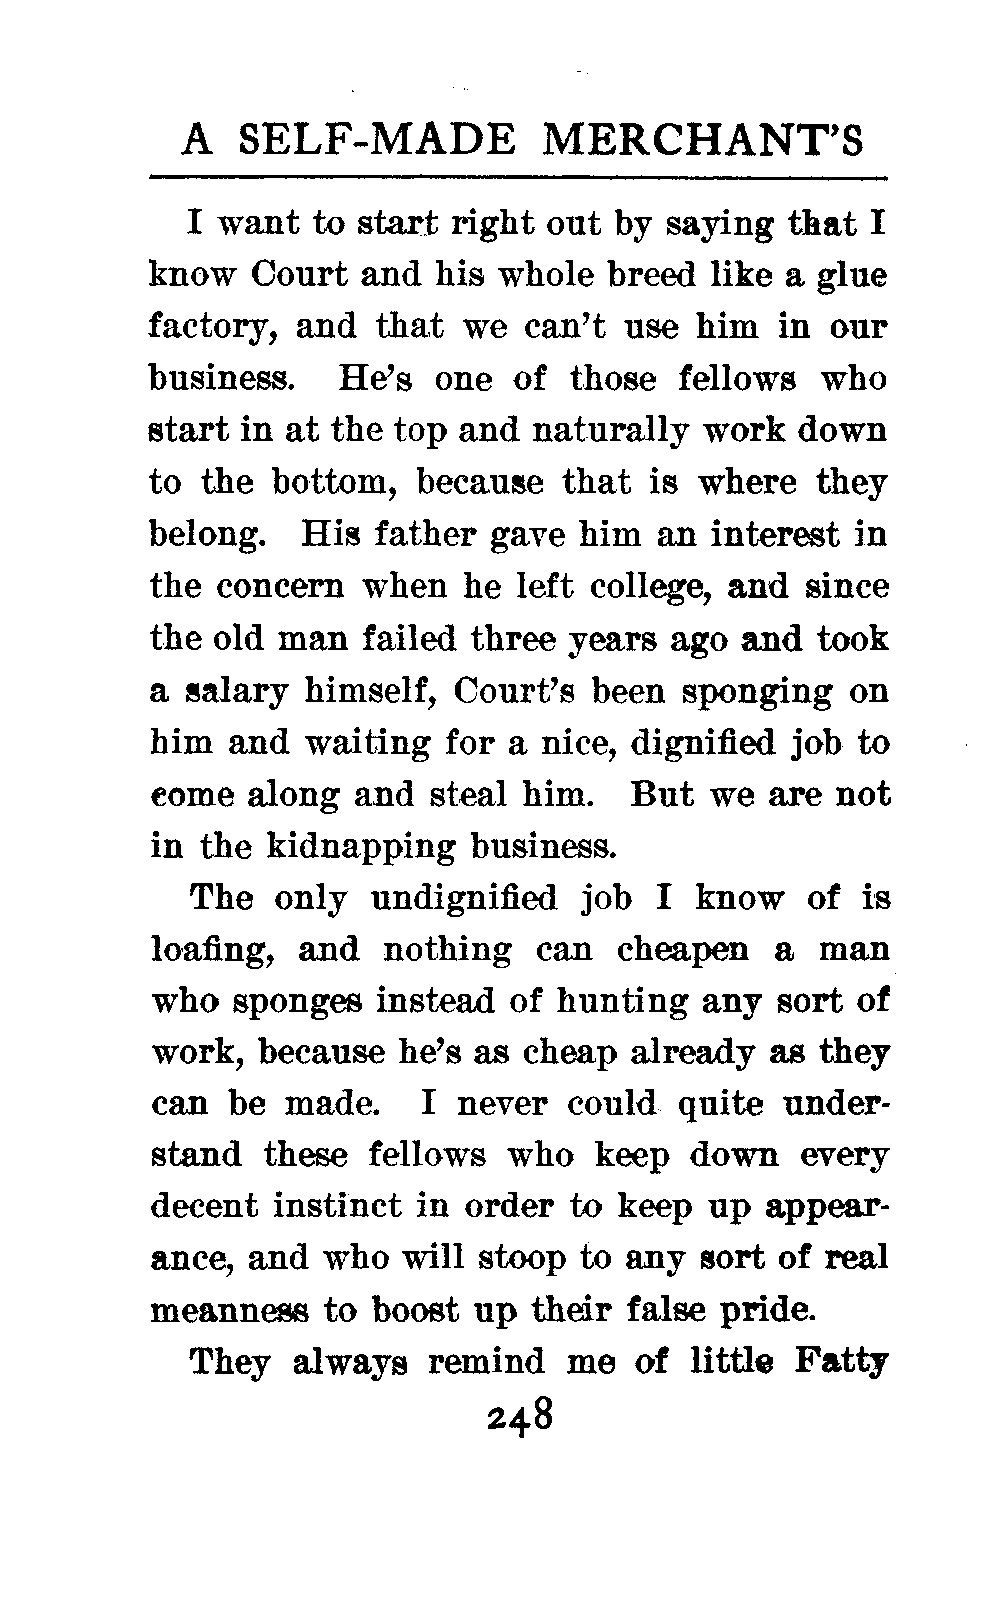 A SELF-MADE MERCHANT'S
I want to start right out by saying that I
know Court and his whole breed like a glue
factory, and that we can't use him in our
business. He's one of those fellows who
start in at the top and naturally work down
to the bottom, because that is where they
belong. His father gave him an interest in
the concern when he left college, and since
the old man failed three years ago and took
a salary himself, Court's been sponging on
him and waiting for a nice, dignified job to
come along and steal him. But we are not
in the kidnapping business.
The only undignified job I know of is
loafing, and nothing can cheapen a man
who sponges instead of hunting any sort of
work, because he's as cheap already as they
can be made. I never could quite under-
stand these fellows who keep down every
decent instinct in order to keep up appear-
ance, and who will stoop to any sort of real
meanness to boost up their false pride.
They always remind me of little Fatty
248